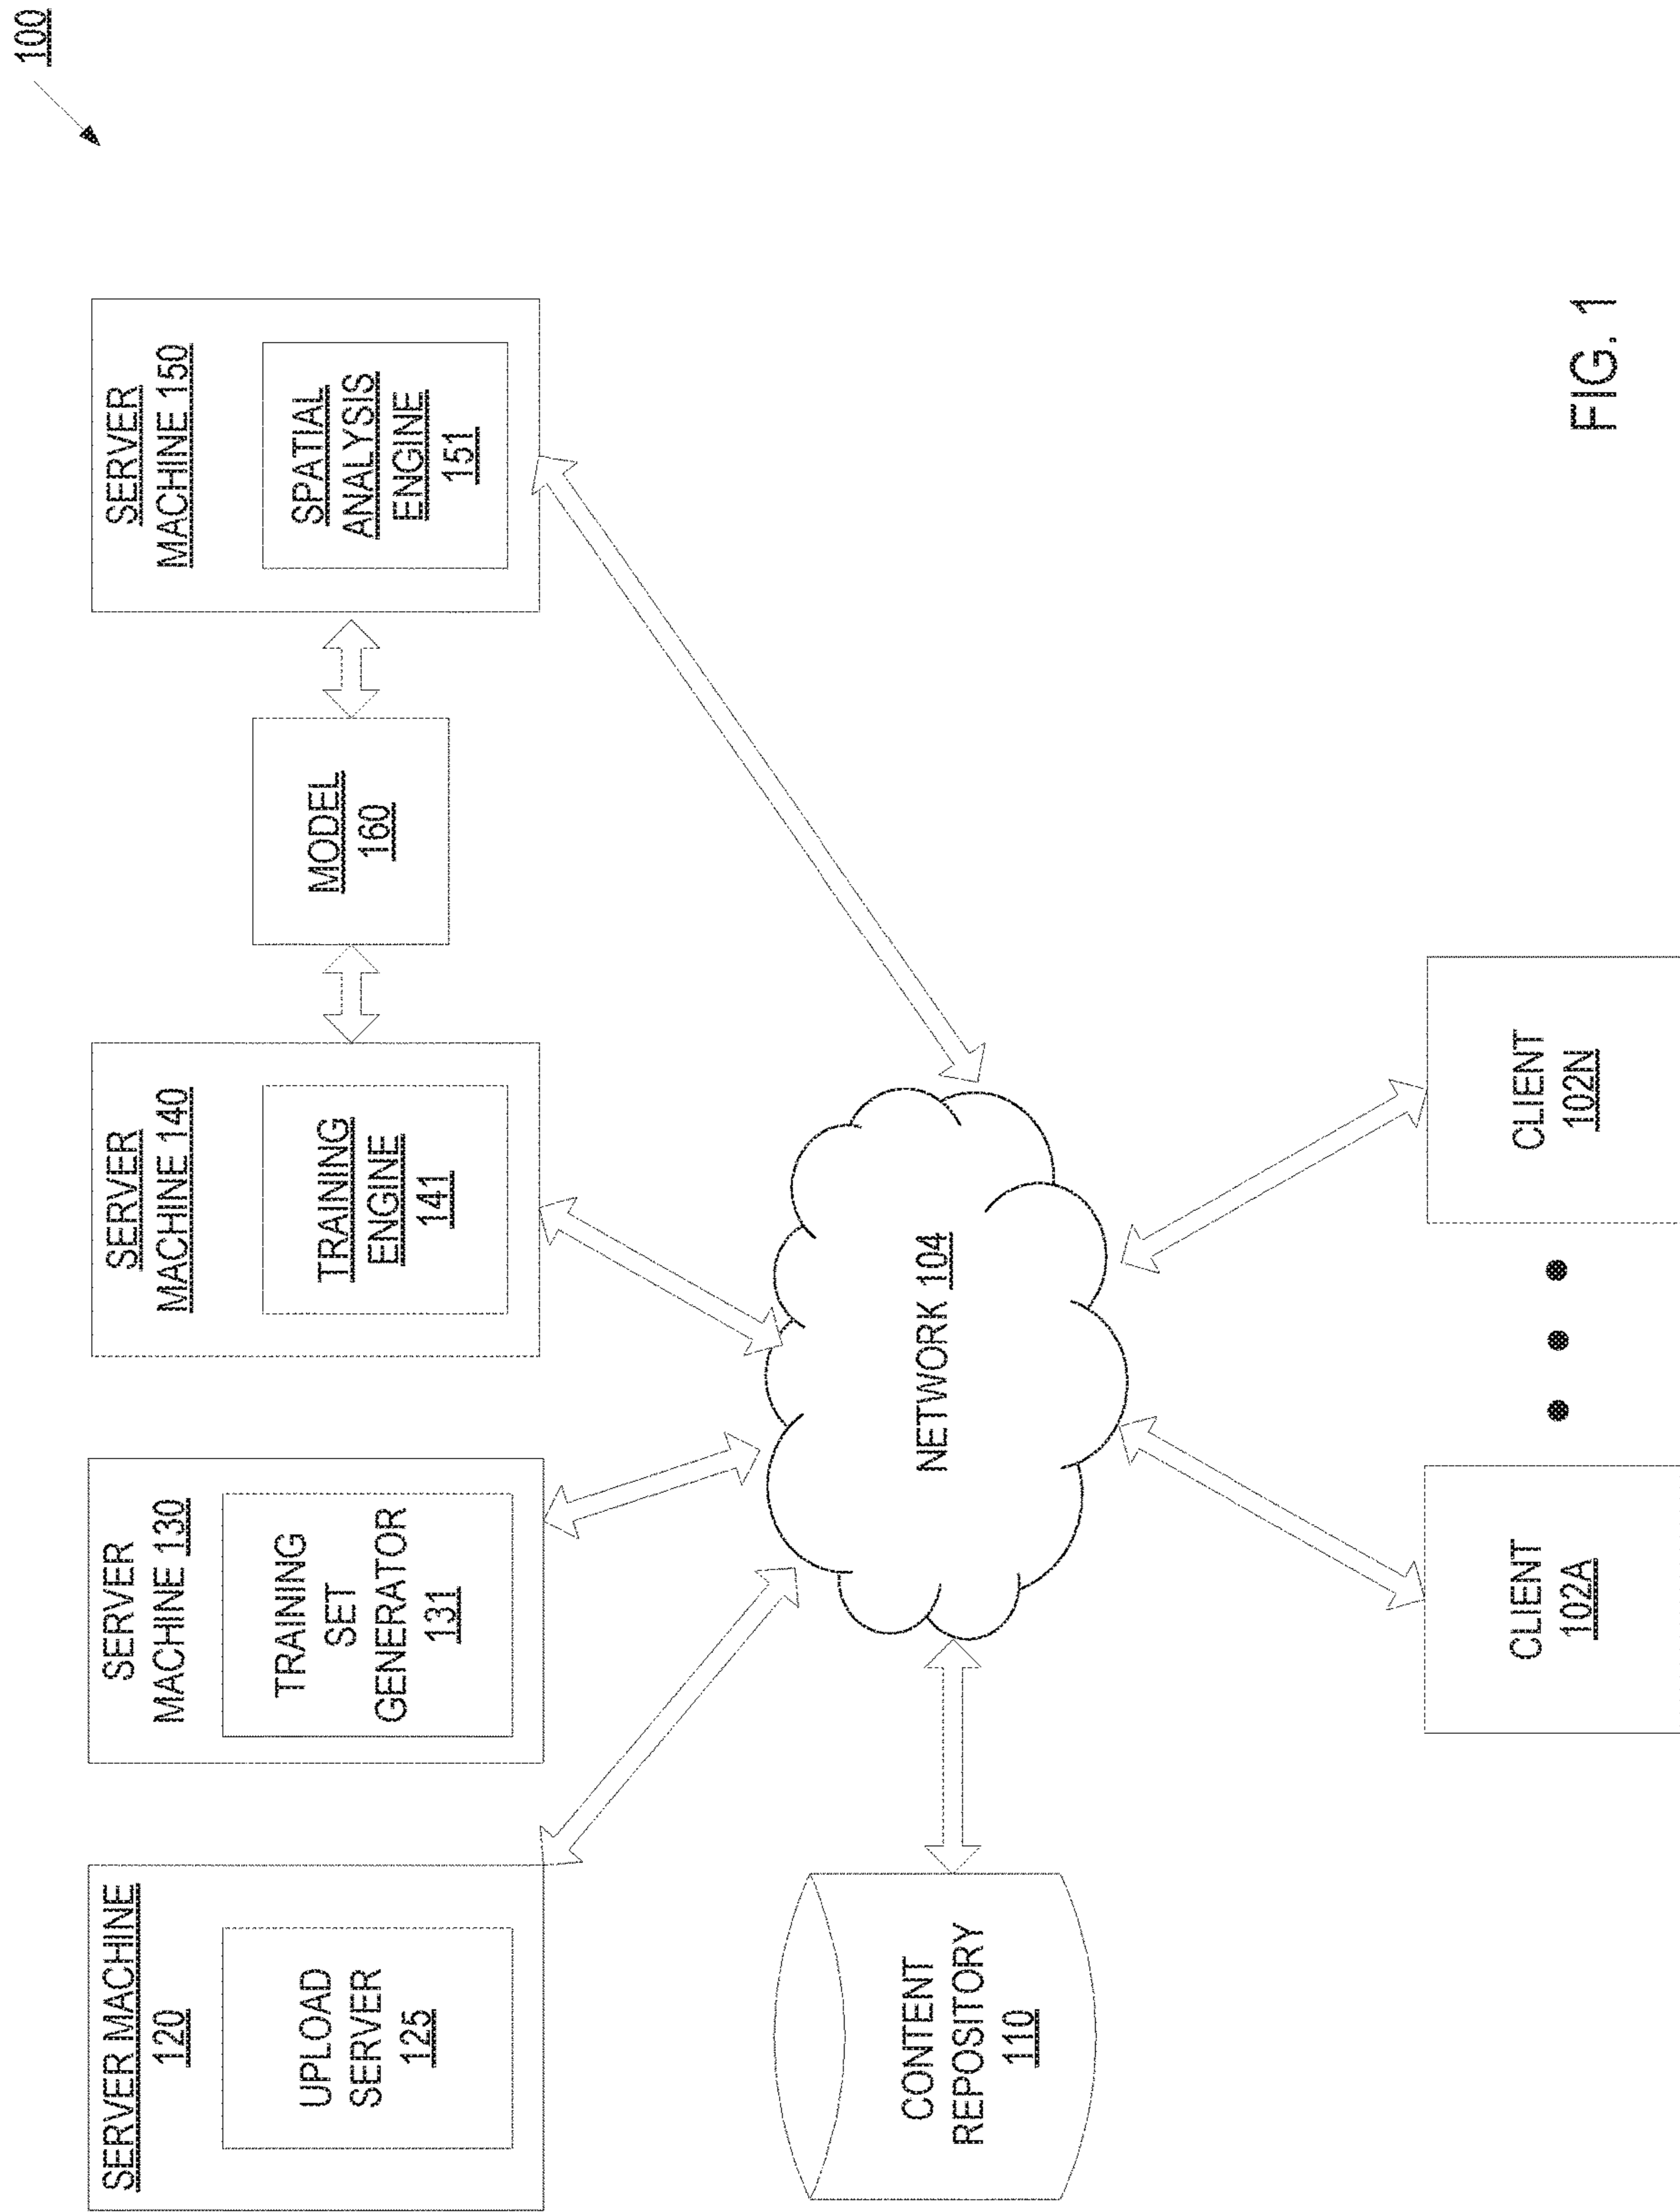 100
SERVER MACHINE
120
UPLOAD
SERVER
125
SERVER
MACHINE 130
TRAINING
SET
GENERATOR
131
SERVER
MACHINE 140
TRAINING
ENGINE
141
MODEL
160
SERVER
MACHINE 150
SPATIAL
ANALYSIS
ENGINE
151
CONTENT
REPOSITORY
110
NETWORK 104
CLIENT
102A
CLIENT
102N
FIG. 1